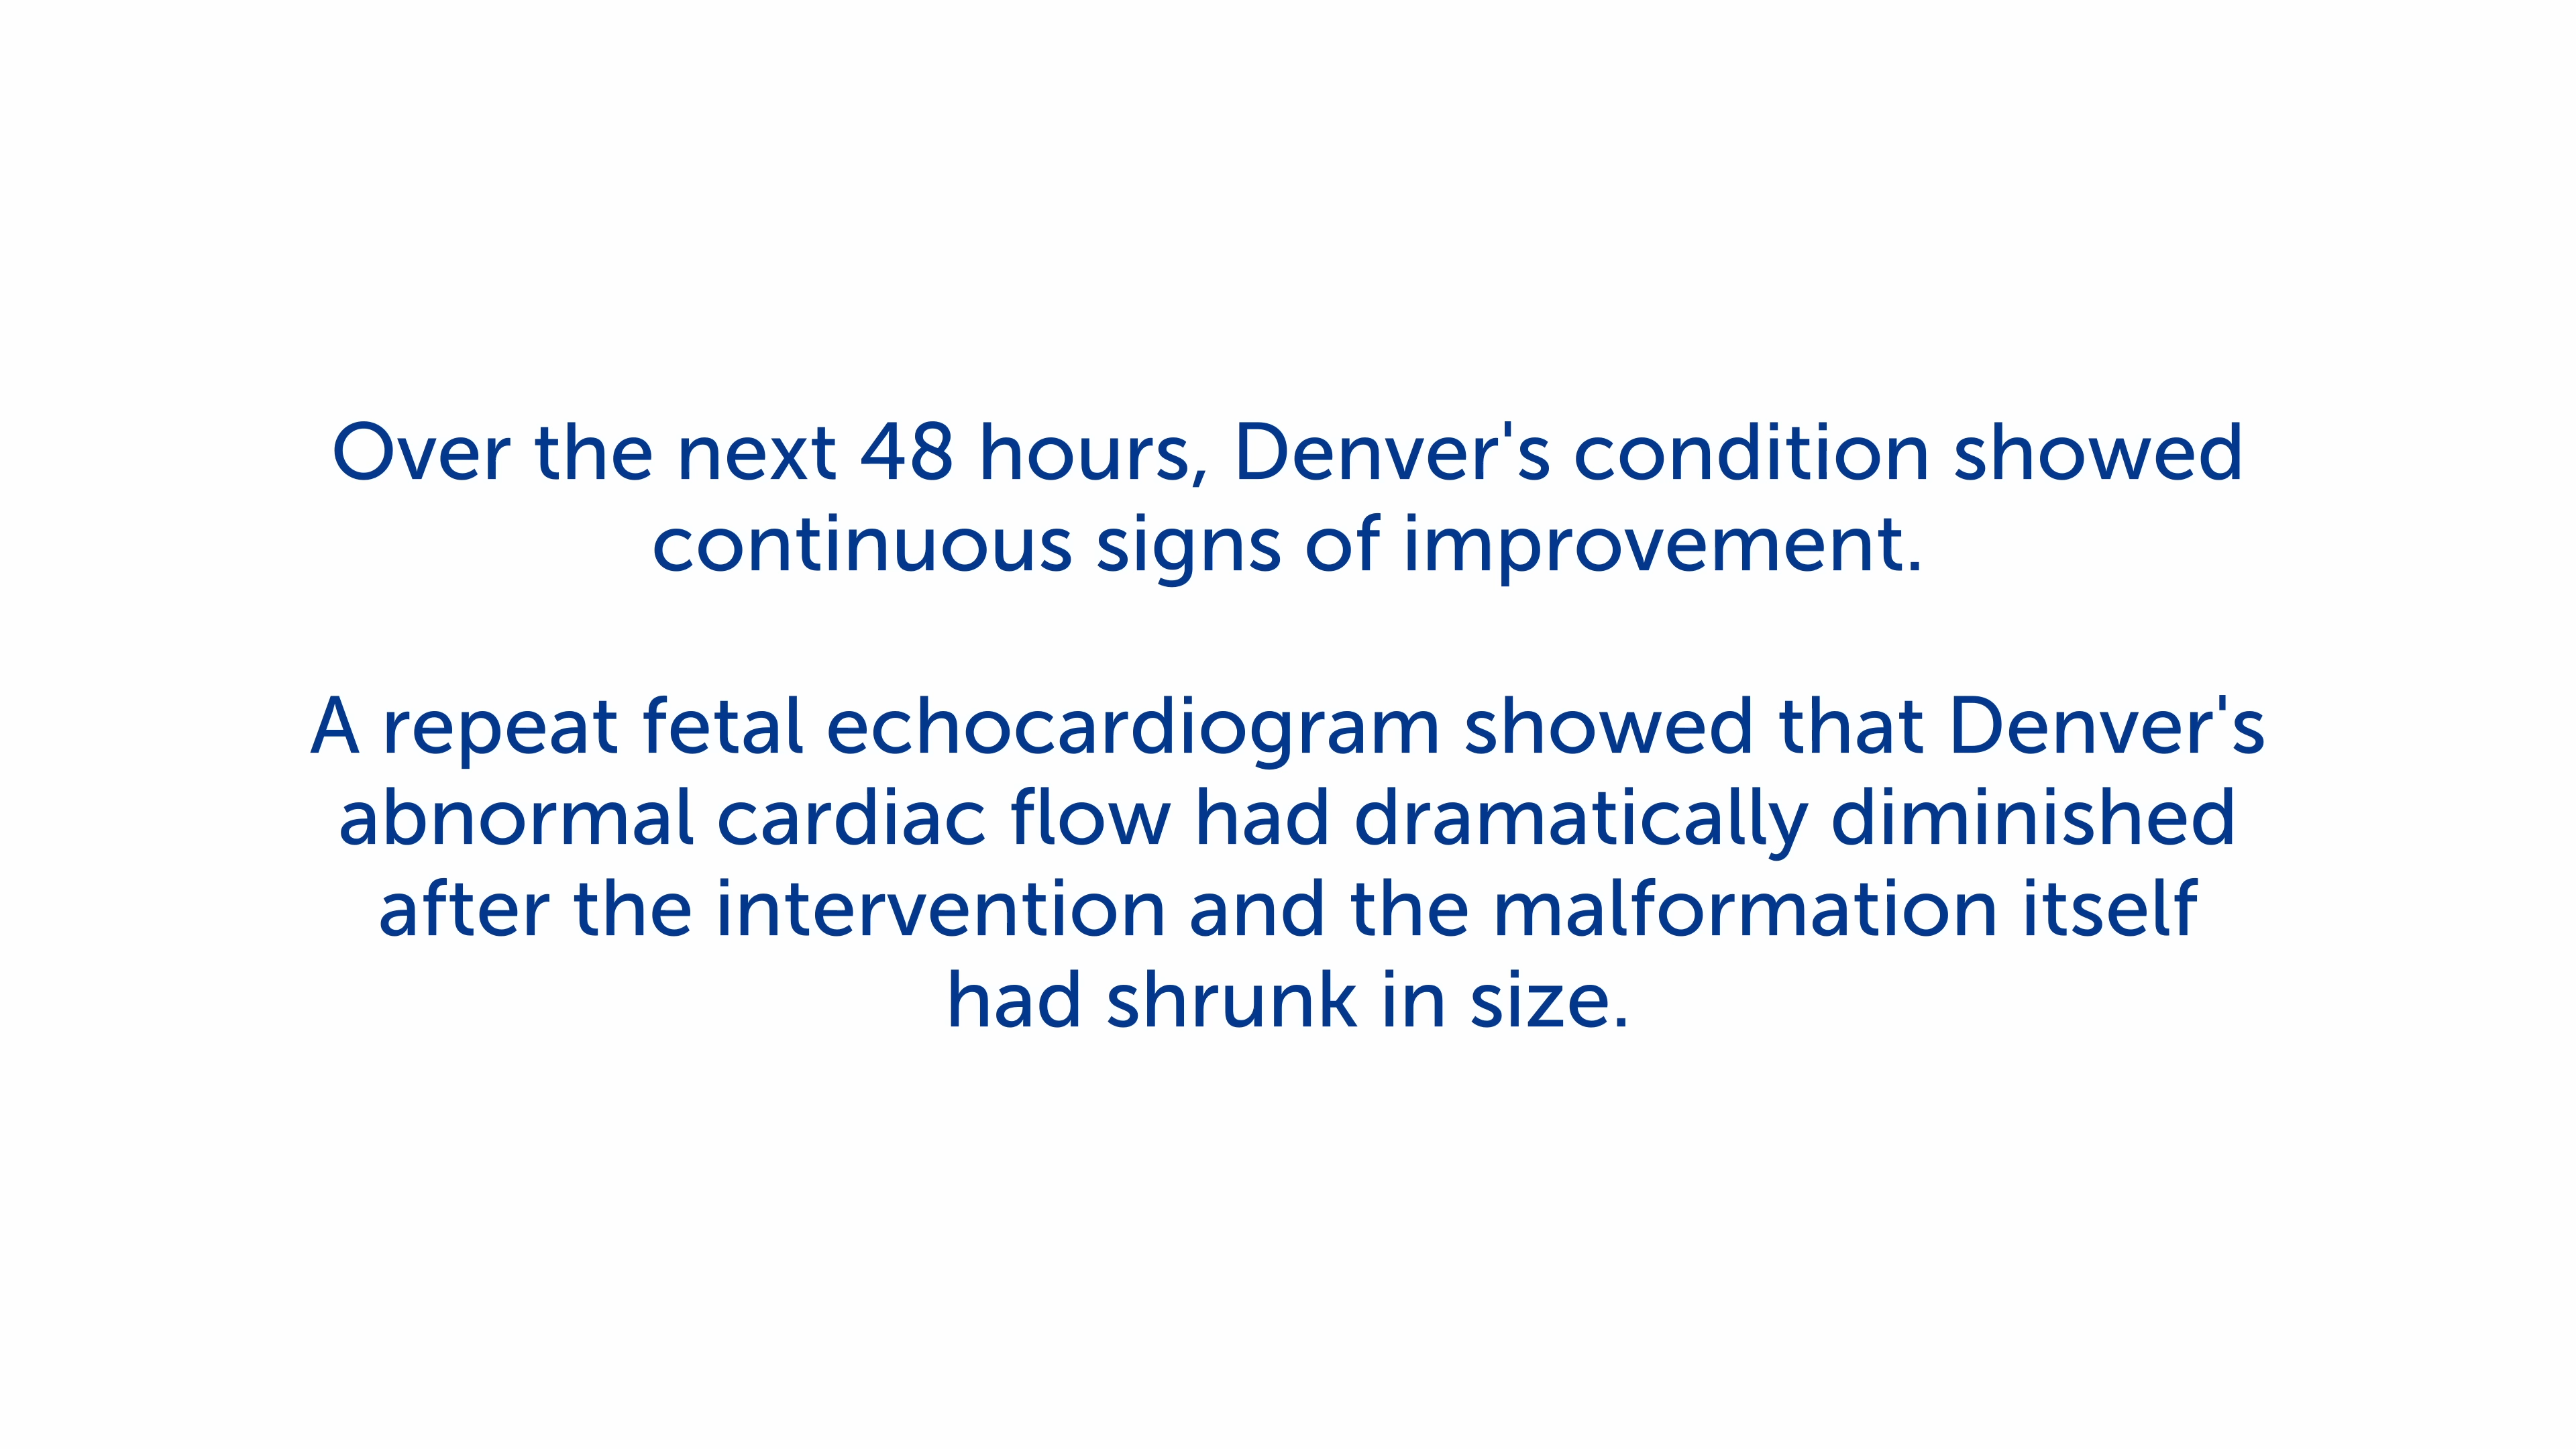 Over the next 48 hours, Denver's condition showed
continuous signs of improvement.
A repeat fetal echocardiogram showed that Denver's
abnormal cardiac flow had dramatically diminished
after the intervention and the malformation itself
had shrunk in size.